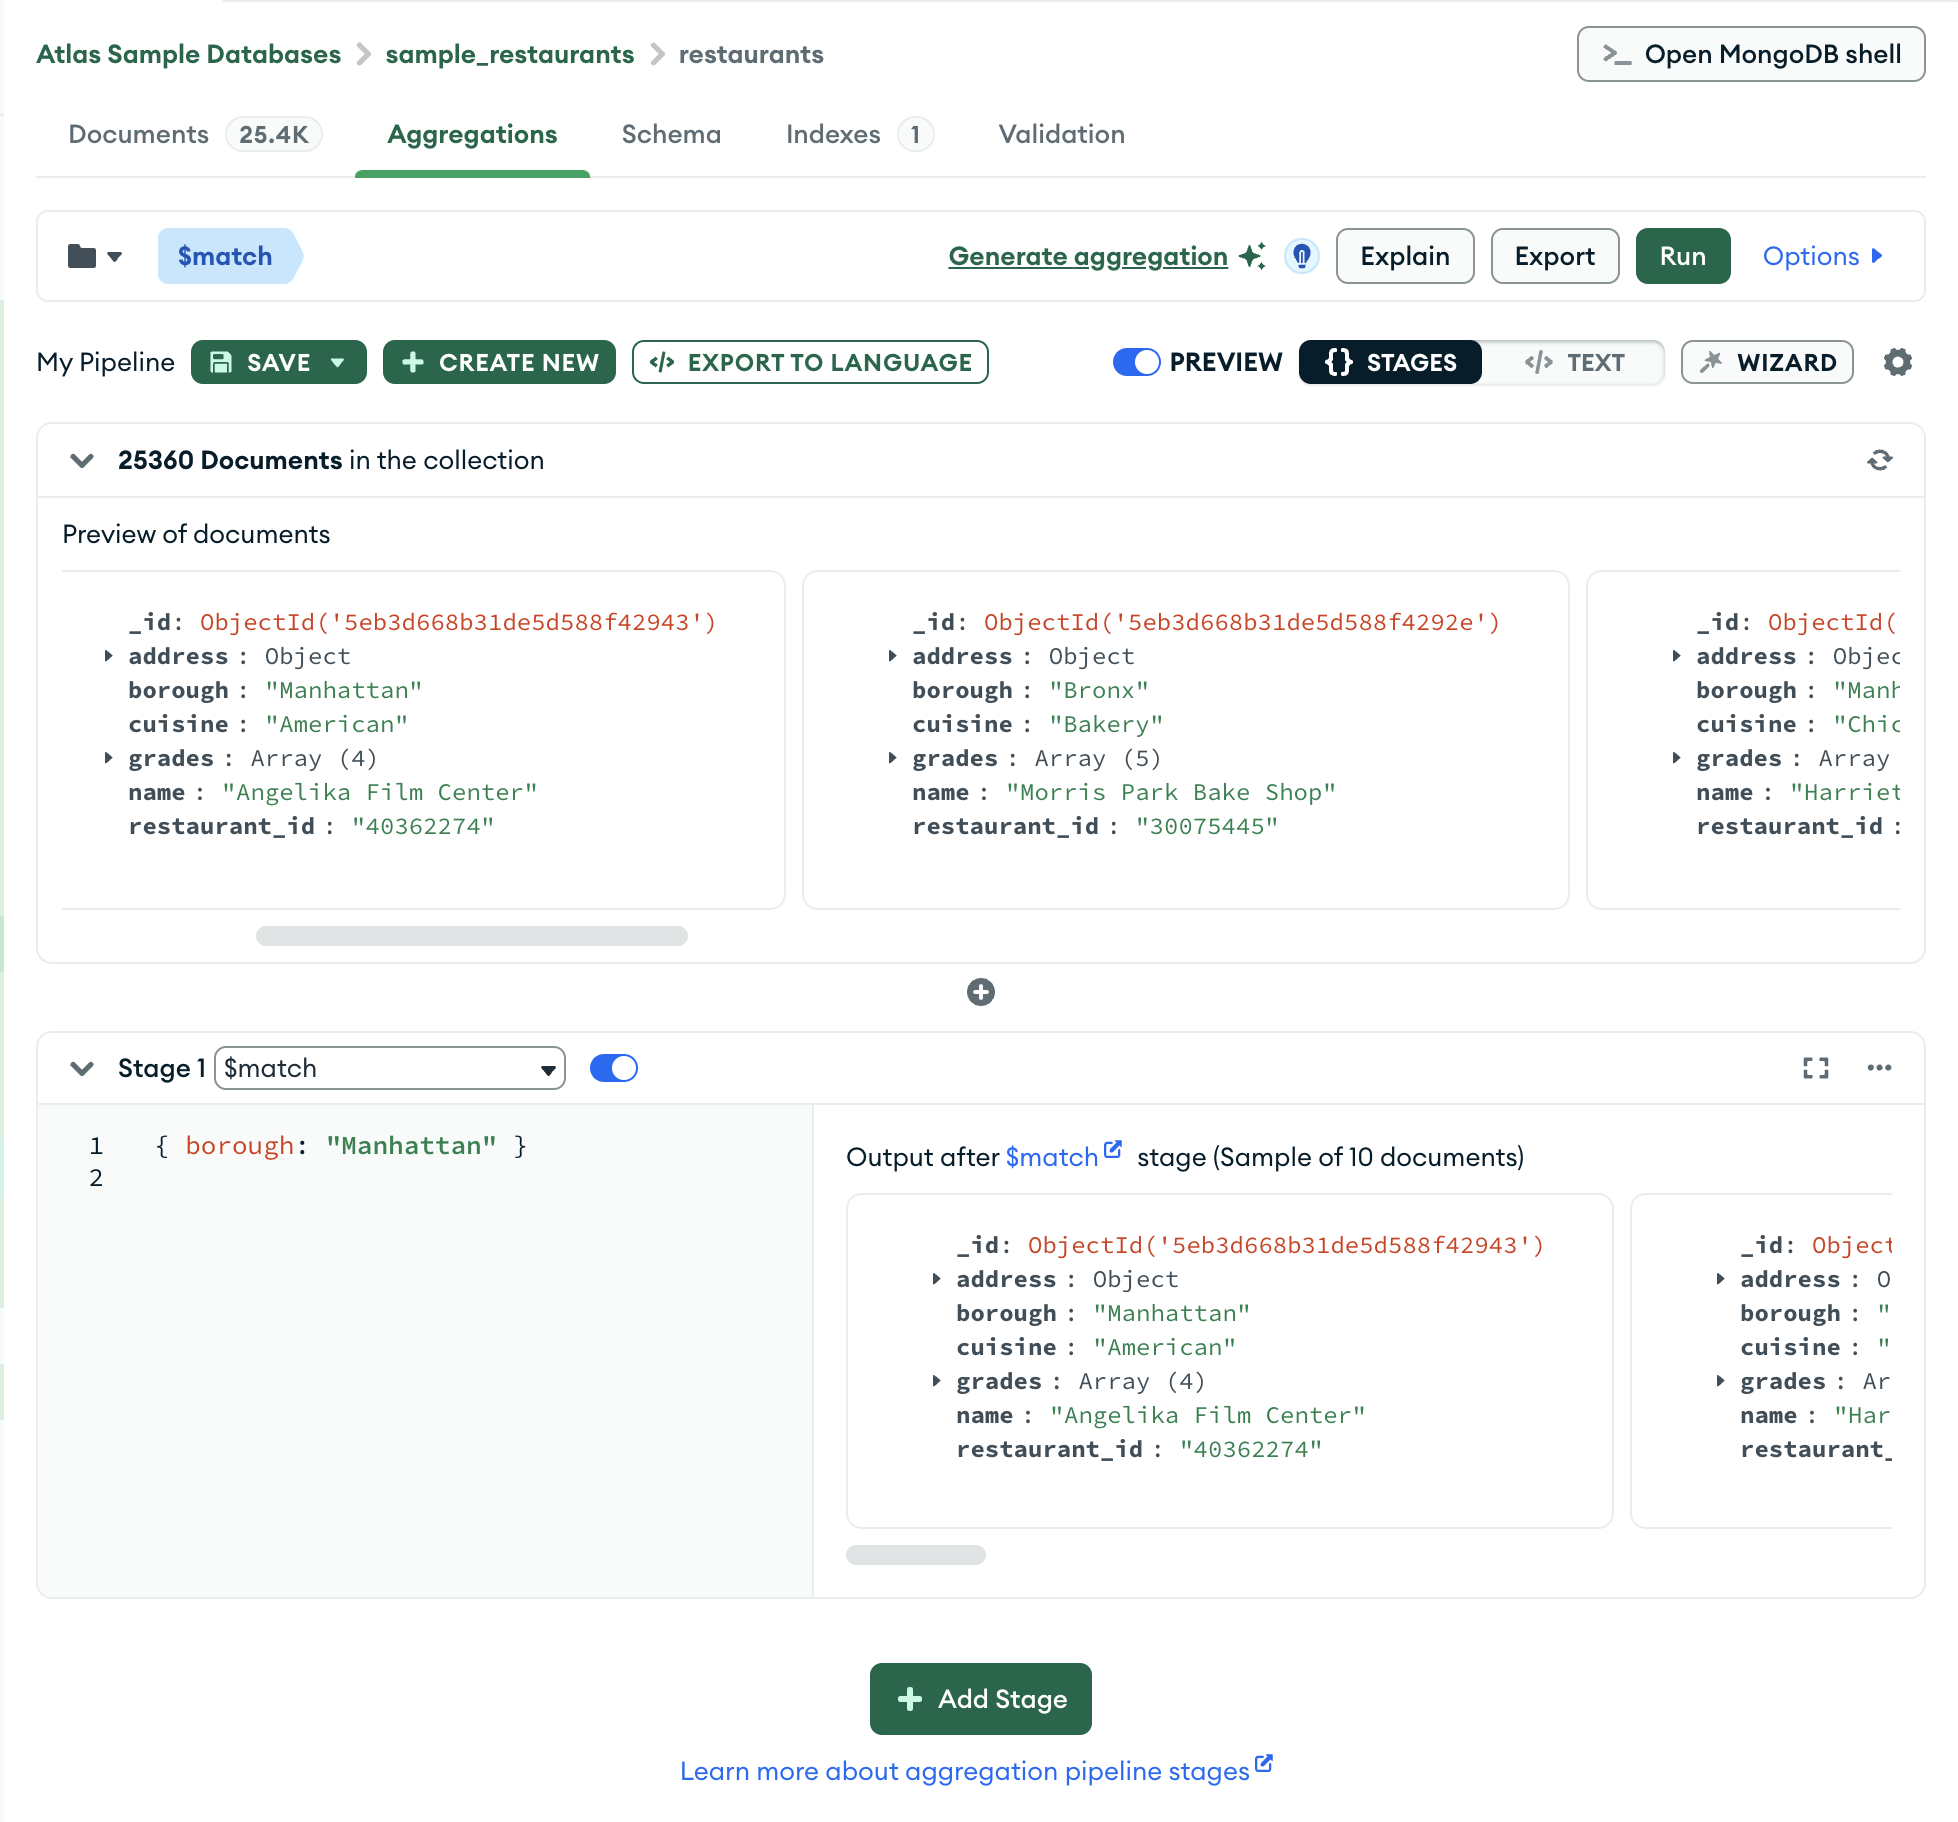 Atlas Sample Databases > sample_restaurants > restaurants
>_ Open MongoDB shell
Documents 25.4K Aggregations Schema Indexes 1 Validation
$match
Generate aggregation Explain Export Run Options
My Pipeline SAVE + CREATE NEW </> EXPORT TO LANGUAGE PREVIEW {} STAGES </> TEXT WIZARD
25360 Documents in the collection
Preview of documents
_id: ObjectId('5eb3d668b31de5d588f42943')
address : Object
borough : "Manhattan"
cuisine : "American"
grades : Array (4)
name : "Angelika Film Center"
restaurant_id : "40362274"
_id: ObjectId('5eb3d668b31de5d588f4292e')
address : Object
borough : "Bronx"
cuisine : "Bakery"
grades : Array (5)
name : "Morris Park Bake Shop"
restaurant_id : "30075445"
_id: ObjectId(
address : Objec
borough : "Manh
cuisine : "Chic
grades : Array
name : "Harriet
restaurant_id :
Stage 1 $match
1 { borough: "Manhattan" }
2
Output after $match stage (Sample of 10 documents)
_id: ObjectId('5eb3d668b31de5d588f42943')
address : Object
borough : "Manhattan"
cuisine : "American"
grades : Array (4)
name : "Angelika Film Center"
restaurant_id : "40362274"
_id: Object
address : O
borough : "
cuisine : "
grades : Ar
name : "Har
restaurant_
+ Add Stage
Learn more about aggregation pipeline stages